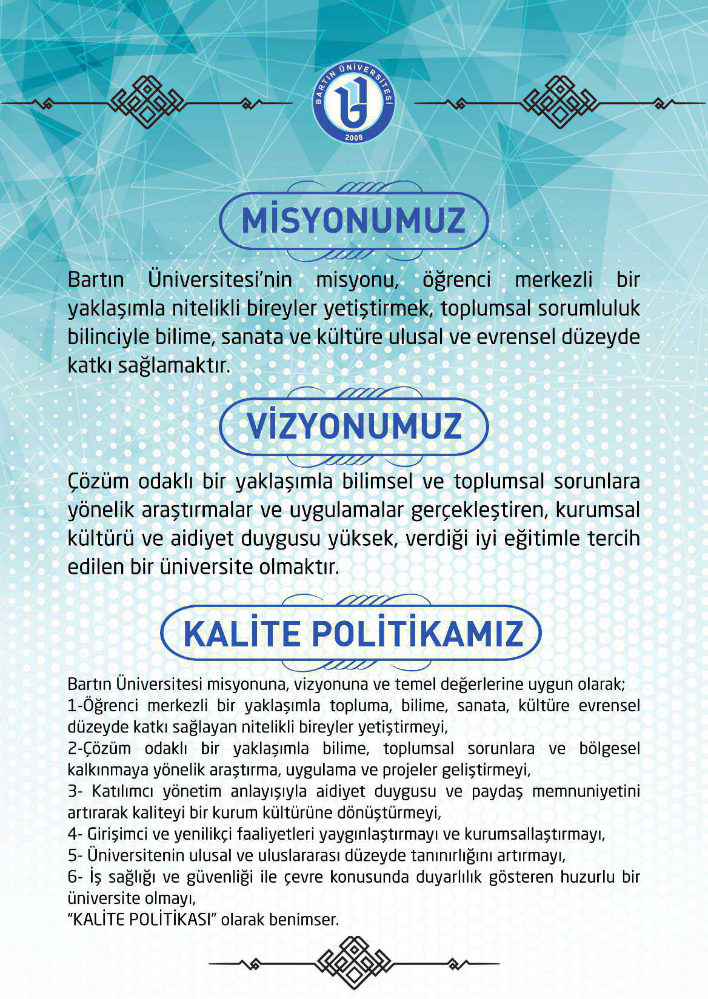 BARTIN ÜNİVERSİTESİ
2008
MİSYONUMUZ
Bartın Üniversitesi’nin misyonu, öğrenci merkezli bir
yaklaşımla nitelikli bireyler yetiştirmek, toplumsal sorumluluk
bilinciyle bilime, sanata ve kültüre ulusal ve evrensel düzeyde
katkı sağlamaktır.
VİZYONUMUZ
Çözüm odaklı bir yaklaşımla bilimsel ve toplumsal sorunlara
yönelik araştırmalar ve uygulamalar gerçekleştiren, kurumsal
kültürü ve aidiyet duygusu yüksek, verdiği iyi eğitimle tercih
edilen bir üniversite olmaktır.
KALİTE POLİTİKAMIZ
Bartın Üniversitesi misyonuna, vizyonuna ve temel değerlerine uygun olarak;
1-Öğrenci merkezli bir yaklaşımla topluma, bilime, sanata, kültüre evrensel
düzeyde katkı sağlayan nitelikli bireyler yetiştirmeyi,
2-Çözüm odaklı bir yaklaşımla bilime, toplumsal sorunlara ve bölgesel
kalkınmaya yönelik araştırma, uygulama ve projeler geliştirmeyi,
3- Katılımcı yönetim anlayışıyla aidiyet duygusu ve paydaş memnuniyetini
artırarak kaliteyi bir kurum kültürüne dönüştürmeyi,
4- Girişimci ve yenilikçi faaliyetleri yaygınlaştırmayı ve kurumsallaştırmayı,
5- Üniversitenin ulusal ve uluslararası düzeyde tanınırlığını artırmayı,
6- İş sağlığı ve güvenliği ile çevre konusunda duyarlılık gösteren huzurlu bir
üniversite olmayı,
“KALİTE POLİTİKASI” olarak benimser.